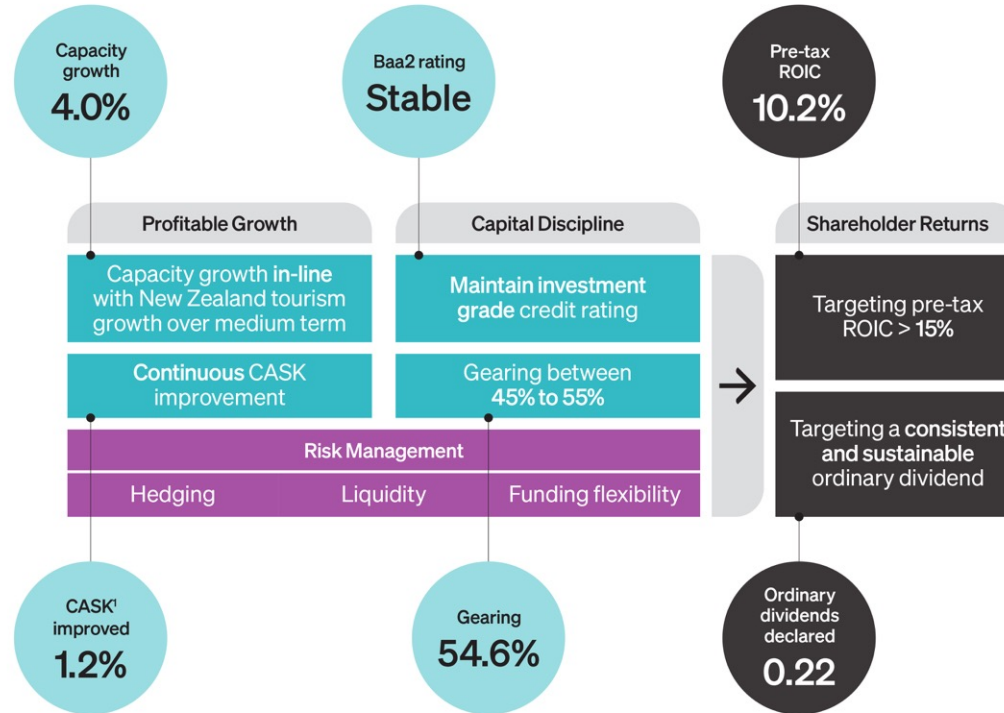 Capacity
growth
4.0%
Baa2 rating
Stable
Pre-tax
ROIC
10.2%
Profitable Growth
Capital Discipline
Shareholder Returns
Capacity growth in-line
with New Zealand tourism
growth over medium term
Maintain investment
grade credit rating
Targeting pre-tax
ROIC > 15%
Continuous CASK
improvement
Gearing between
45% to 55%
Targeting a consistent
and sustainable
ordinary dividend
Risk Management
Hedging
Liquidity
Funding flexibility
CASK¹
improved
1.2%
Gearing
54.6%
Ordinary
dividends
declared
0.22